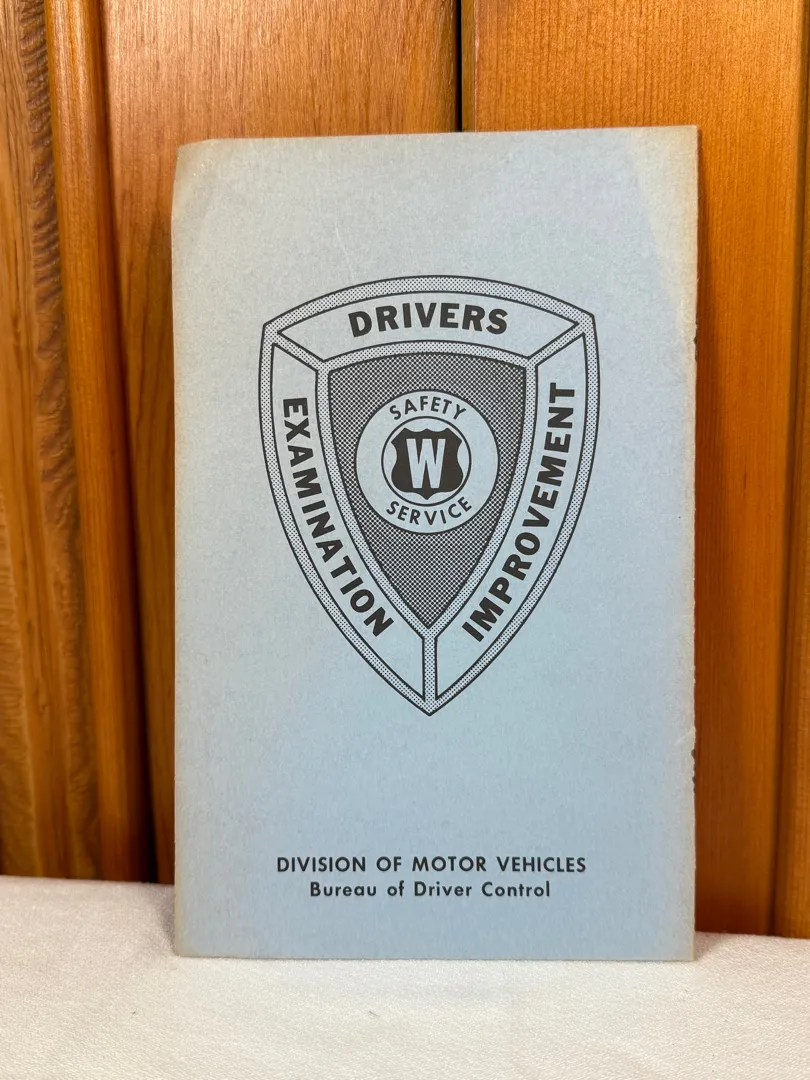 DRIVERS
EXAMINATION
IMPROVEMENT
SAFETY
W
SERVICE
DIVISION OF MOTOR VEHICLES
Bureau of Driver Control